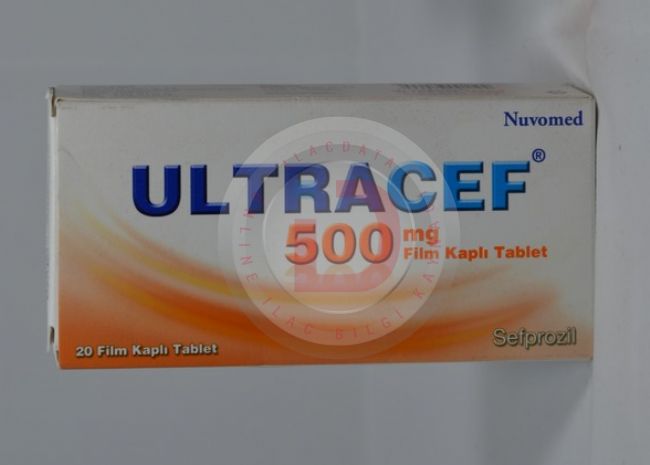 Nuvomed
ULTRACEF®
500 mg
Film Kaplı Tablet
Sefprozil
20 Film Kaplı Tablet